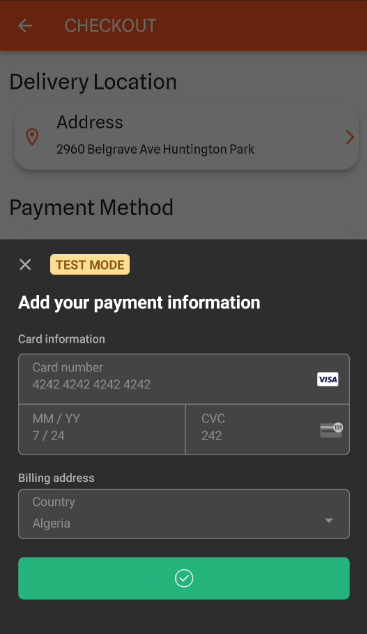 CHECKOUT
Delivery Location
Address
2960 Belgrave Ave Huntington Park
Payment Method
TEST MODE
Add your payment information
Card information
Card number
4242 4242 4242 4242
VISA
MM / YY
7 / 24
CVC
242
Billing address
Country
Algeria